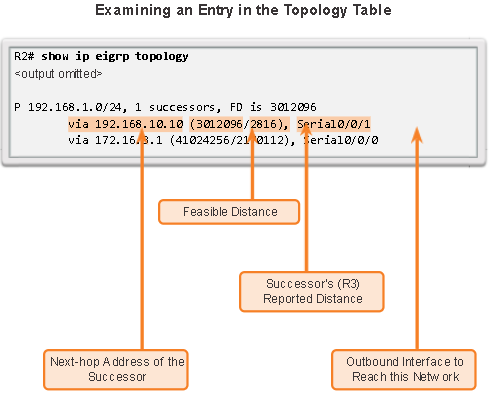 Examining an Entry in the Topology Table
R2# show ip eigrp topology
<output omitted>
P 192.168.1.0/24, 1 successors, FD is 3012096
via 192.168.10.10 (3012096/2816), Serial0/0/1
via 172.16.3.1 (41024256/2170112), Serial0/0/0
Feasible Distance
Successor's (R3)
Reported Distance
Next-hop Address of the
Successor
Outbound Interface to
Reach this Network